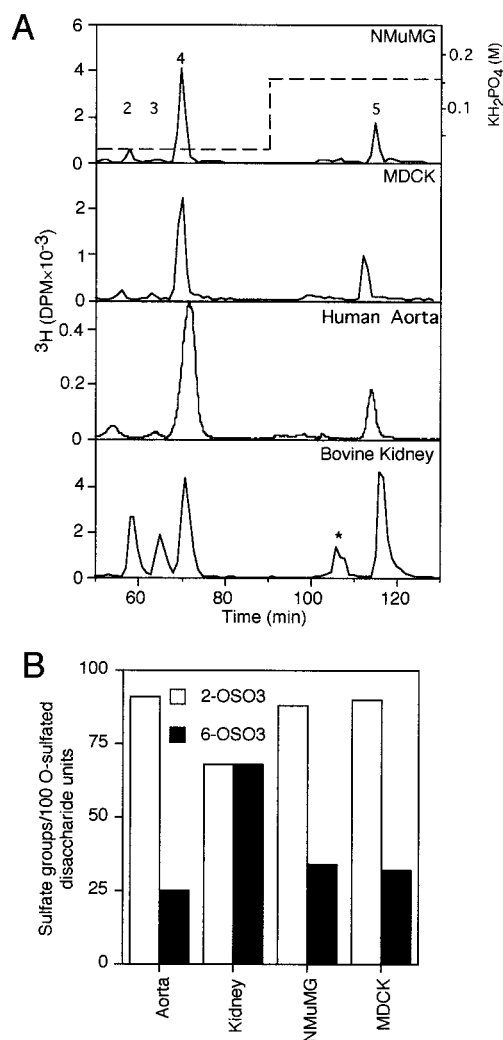 A
NMuMG
6
4
2
0
2 3 4 5
0.2
0.1
KH2PO4 (M)
MDCK
2
1
0
3H (DPM×10-3)
Human Aorta
0.4
0.2
0
Bovine Kidney
4
2
0
*
60 80 100 120
Time (min)
B
100
75
50
25
0
2-OSO3
6-OSO3
Sulfate groups/100 O-sulfated
disaccharide units
Aorta
Kidney
NMuMG
MDCK